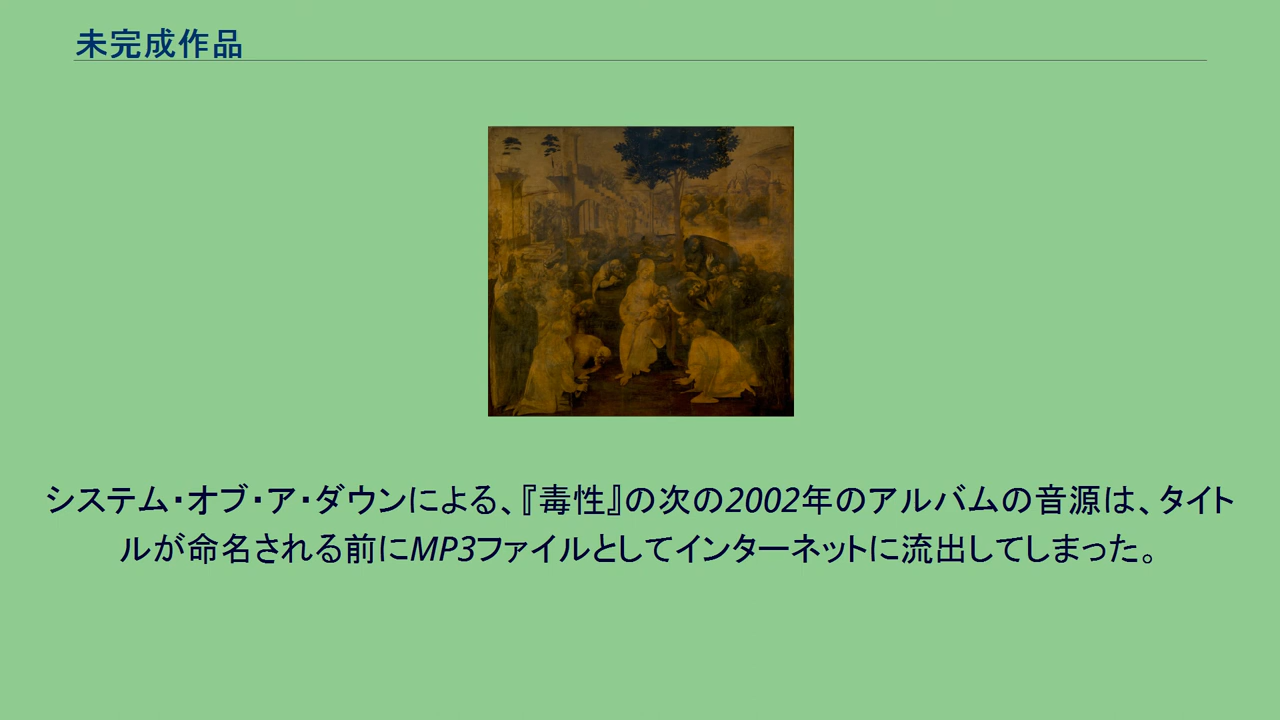 未完成作品
システム・オブ・ア・ダウンによる、『毒性』の次の2002年のアルバムの音源は、タイト
ルが命名される前にMP3ファイルとしてインターネットに流出してしまった。